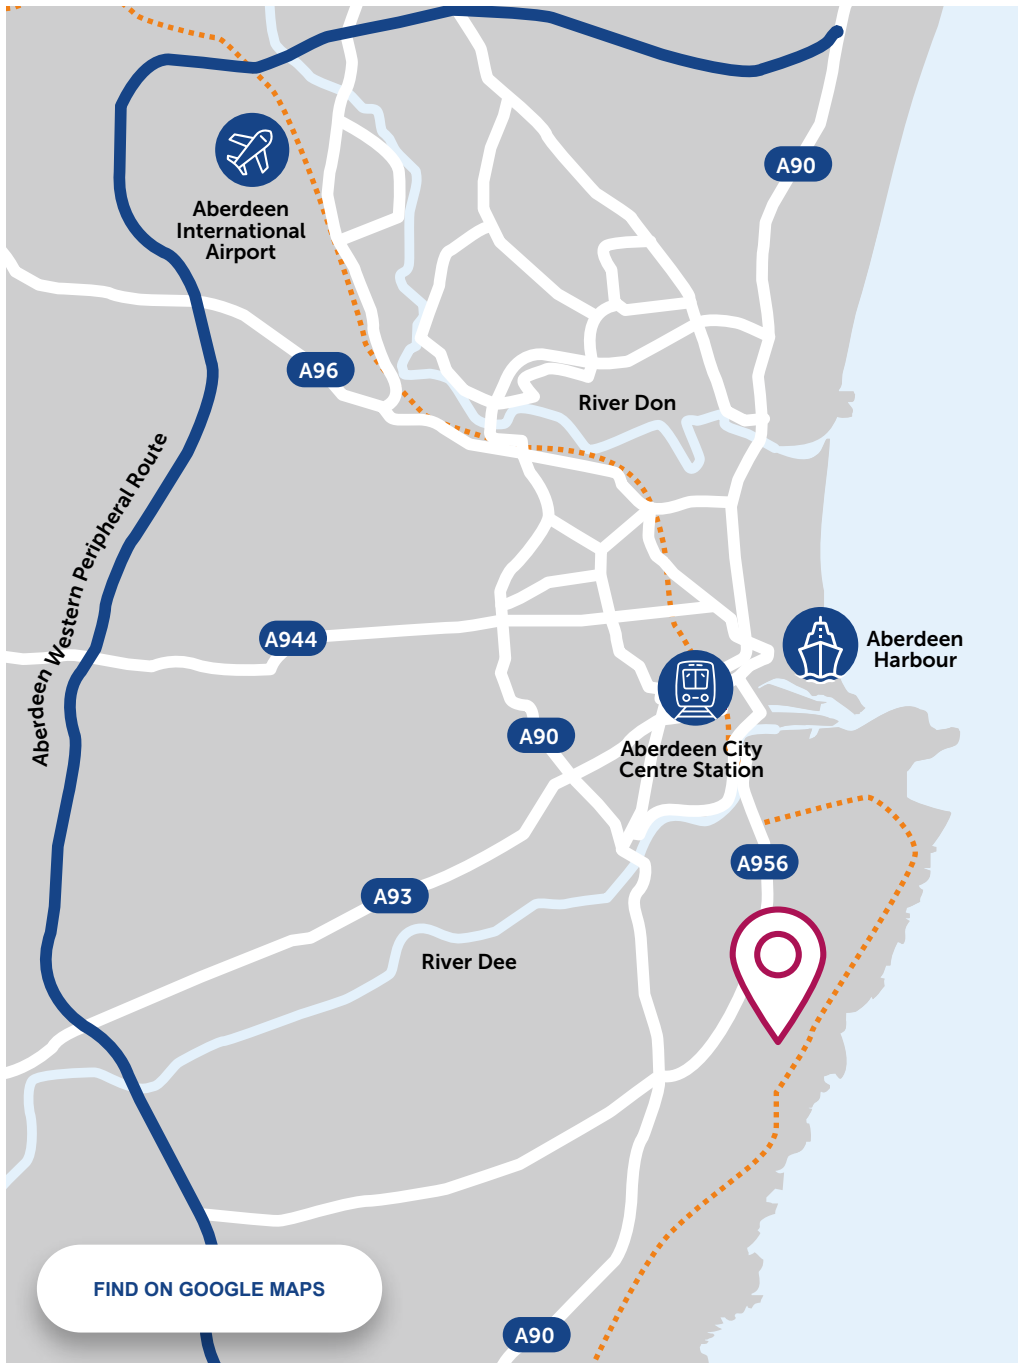 A90
Aberdeen
International
Airport
A96
River Don
Aberdeen Western Peripheral Route
A944
Aberdeen
Harbour
A90
Aberdeen City
Centre Station
A956
A93
River Dee
FIND ON GOOGLE MAPS
A90